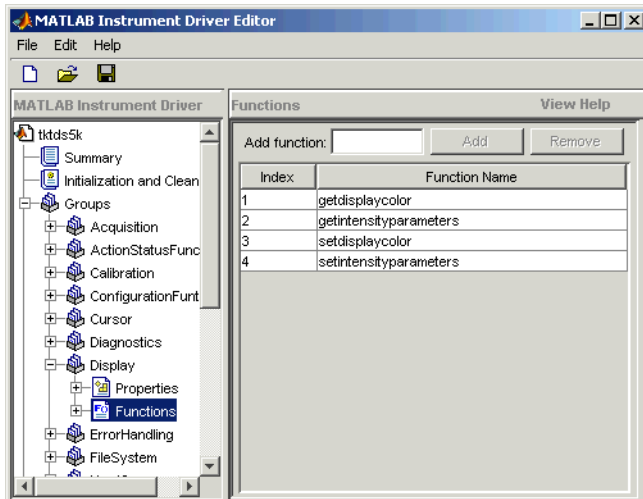 MATLAB Instrument Driver Editor
File Edit Help
MATLAB Instrument Driver
tktds5k
Summary
Initialization and Clean
Groups
Acquisition
ActionStatusFunc
Calibration
ConfigurationFunt
Cursor
Diagnostics
Display
Properties
Functions
ErrorHandling
FileSystem
Functions View Help
Add function: Add Remove
Index Function Name
1 getdisplaycolor
2 getintensityparameters
3 setdisplaycolor
4 setintensityparameters